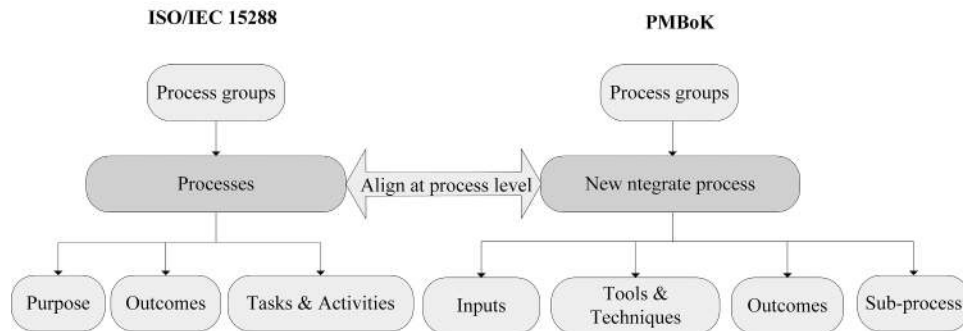 ISO/IEC 15288
PMBoK
Process groups
Process groups
Processes
Align at process level
New ntegrate process
Purpose
Outcomes
Tasks & Activities
Inputs
Tools &
Techniques
Outcomes
Sub-process